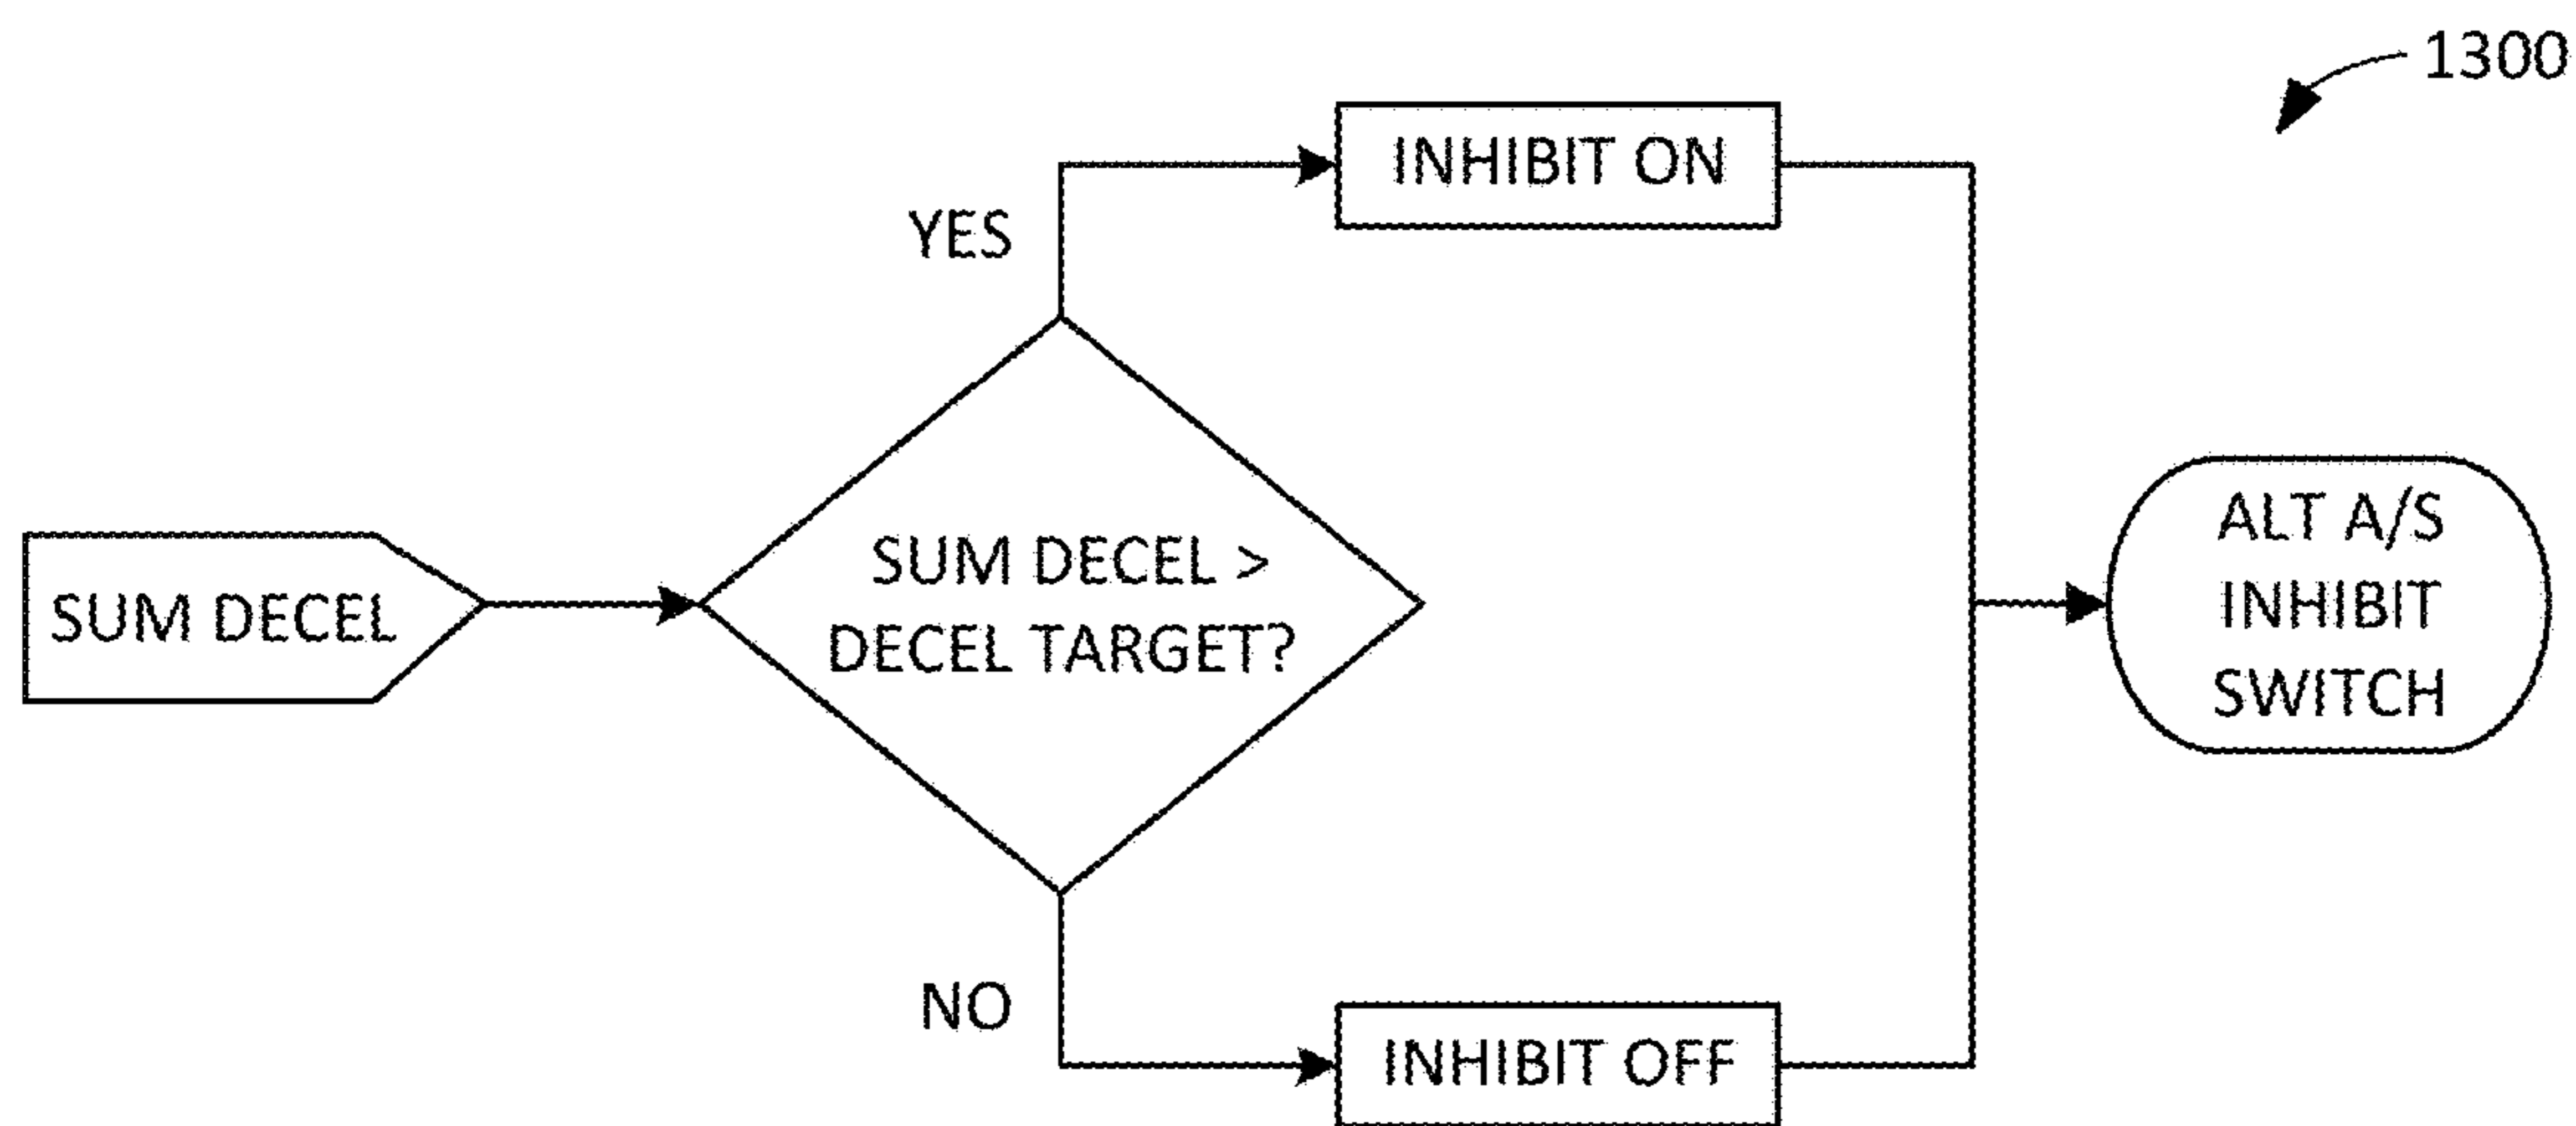 1300
INHIBIT ON
YES
SUM DECEL
SUM DECEL >
DECEL TARGET?
ALT A/S
INHIBIT
SWITCH
NO
INHIBIT OFF